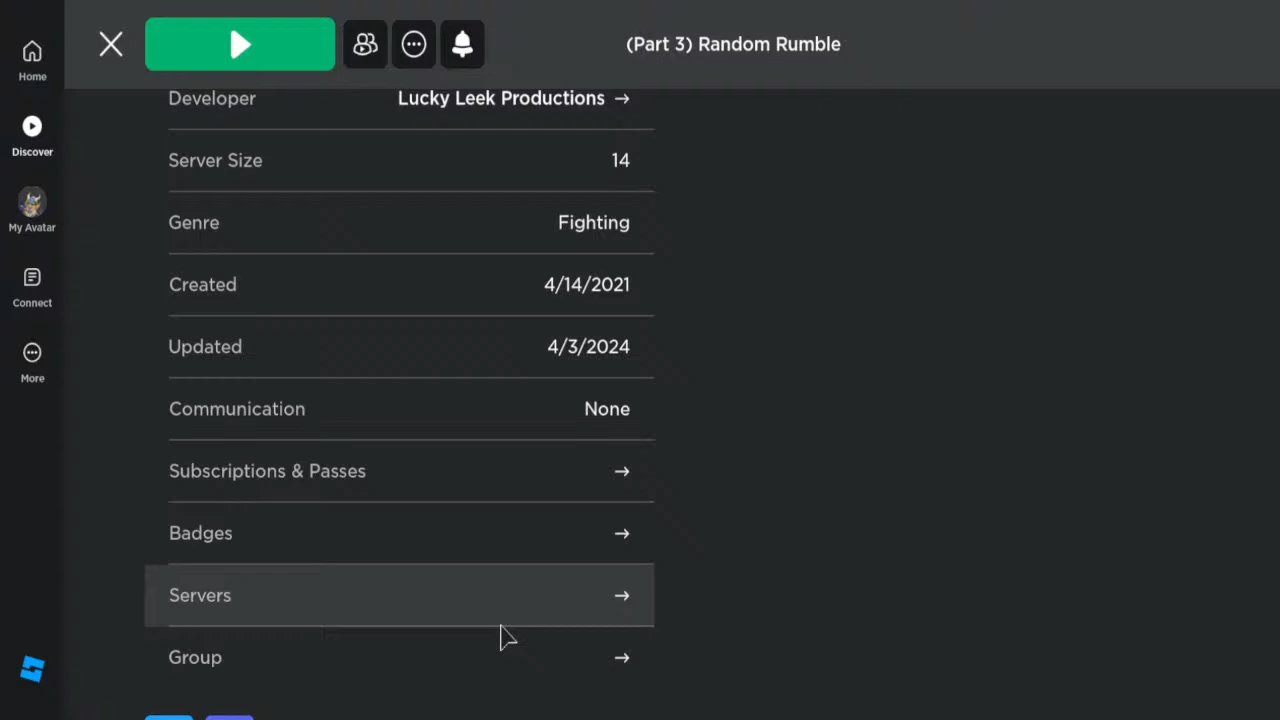 (Part 3) Random Rumble
Home
Discover
My Avatar
Connect
More
Developer Lucky Leek Productions →
Server Size 14
Genre Fighting
Created 4/14/2021
Updated 4/3/2024
Communication None
Subscriptions & Passes →
Badges →
Servers →
Group →